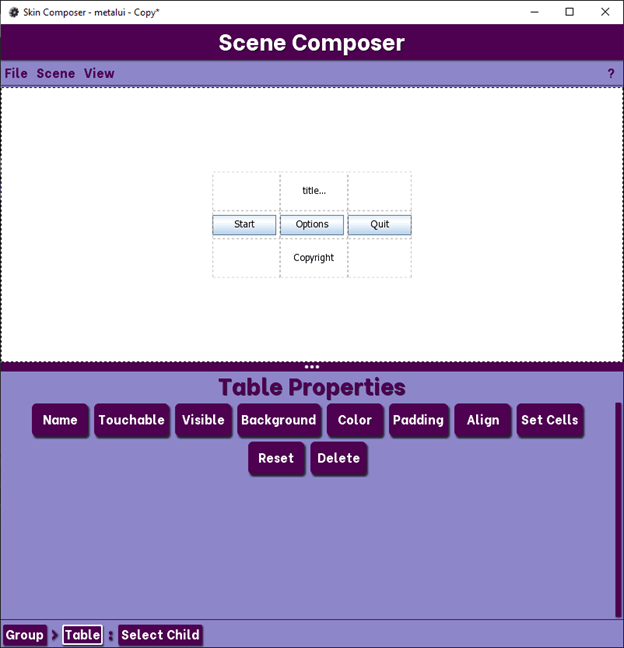 Skin Composer - metalui - Copy*
Scene Composer
File Scene View ?
title...
Start Options Quit
Copyright
Table Properties
Name Touchable Visible Background Color Padding Align Set Cells
Reset Delete
Group > Table : Select Child